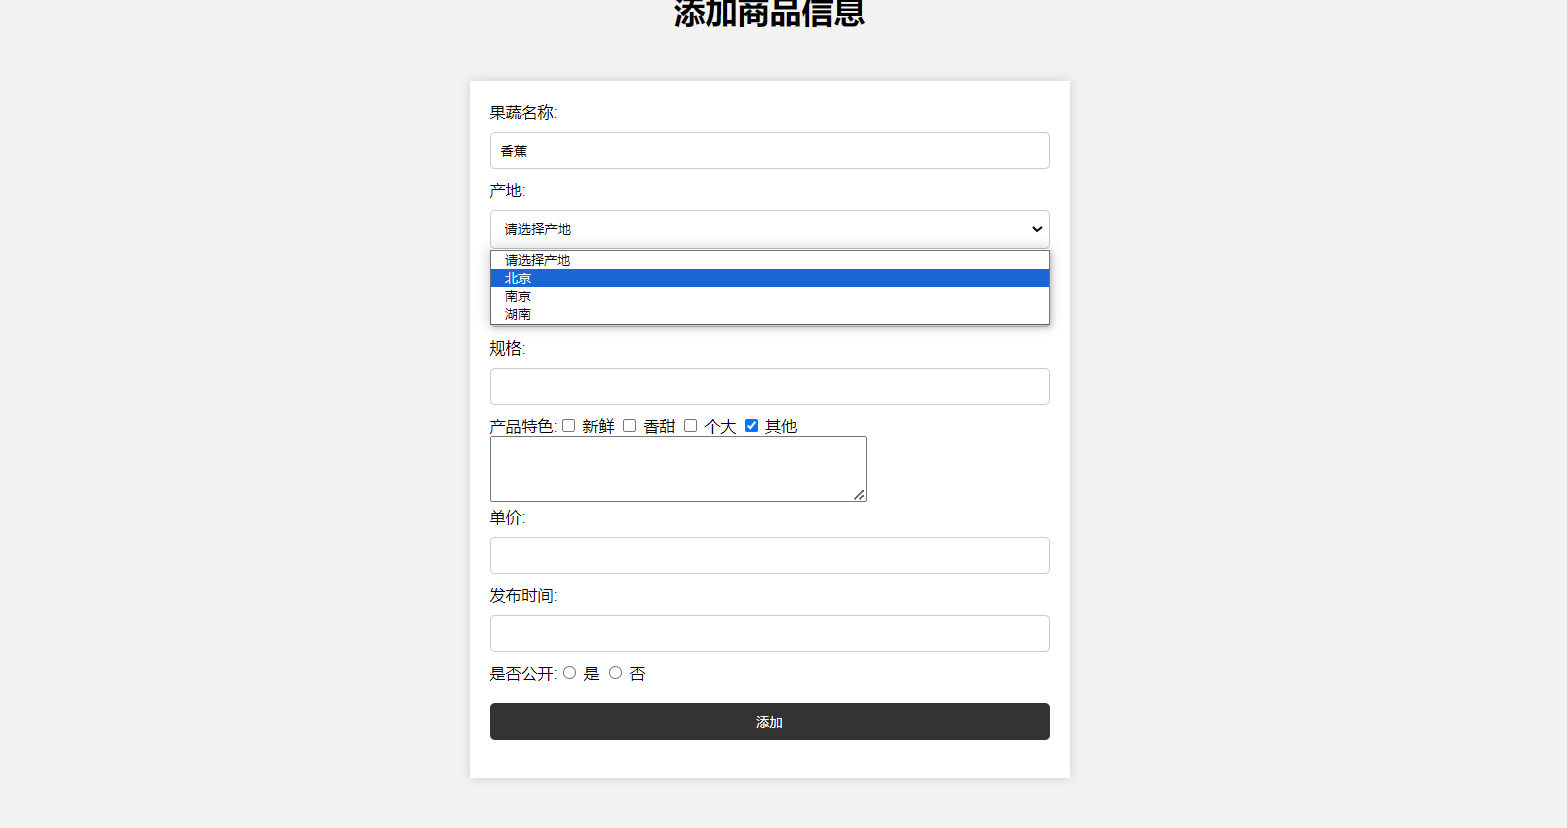 添加商品信息
果蔬名称:
香蕉
产地:
请选择产地
请选择产地
北京
南京
湖南
规格:
产品特色: 新鲜 香甜 个大 其他
单价:
发布时间:
是否公开: 是 否
添加